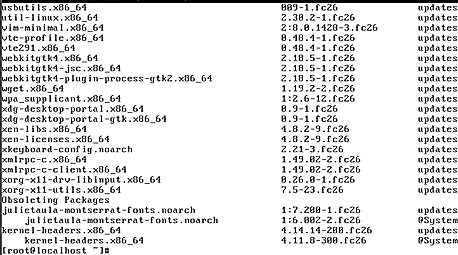 usbutils.x86_64 009-1.fc26 updates
util-linux.x86_64 2.30.2-1.fc26 updates
vim-minimal.x86_64 2:8.0.1428-3.fc26 updates
vte-profile.x86_64 0.48.4-1.fc26 updates
vte291.x86_64 0.48.4-1.fc26 updates
webkitgtk4.x86_64 2.18.5-1.fc26 updates
webkitgtk4-jsc.x86_64 2.18.5-1.fc26 updates
webkitgtk4-plugin-process-gtk2.x86_64 2.18.5-1.fc26 updates
wget.x86_64 1.19.2-2.fc26 updates
wpa_supplicant.x86_64 1:2.6-12.fc26 updates
xdg-desktop-portal.x86_64 0.9-1.fc26 updates
xdg-desktop-portal-gtk.x86_64 0.9-1.fc26 updates
xen-libs.x86_64 4.8.2-9.fc26 updates
xen-licenses.x86_64 4.8.2-9.fc26 updates
xkeyboard-config.noarch 2.21-3.fc26 updates
xmlrpc-c.x86_64 1.49.02-2.fc26 updates
xmlrpc-c-client.x86_64 1.49.02-2.fc26 updates
xorg-x11-drv-libinput.x86_64 0.26.0-1.fc26 updates
xorg-x11-utils.x86_64 7.5-23.fc26 updates
Obsoleting Packages
julietaula-montserrat-fonts.noarch 1:7.200-1.fc26 updates
julietaula-montserrat-fonts.noarch 1:6.002-2.fc26 @System
kernel-headers.x86_64 4.14.14-200.fc26 updates
kernel-headers.x86_64 4.11.8-300.fc26 @System
[root@localhost ~]#